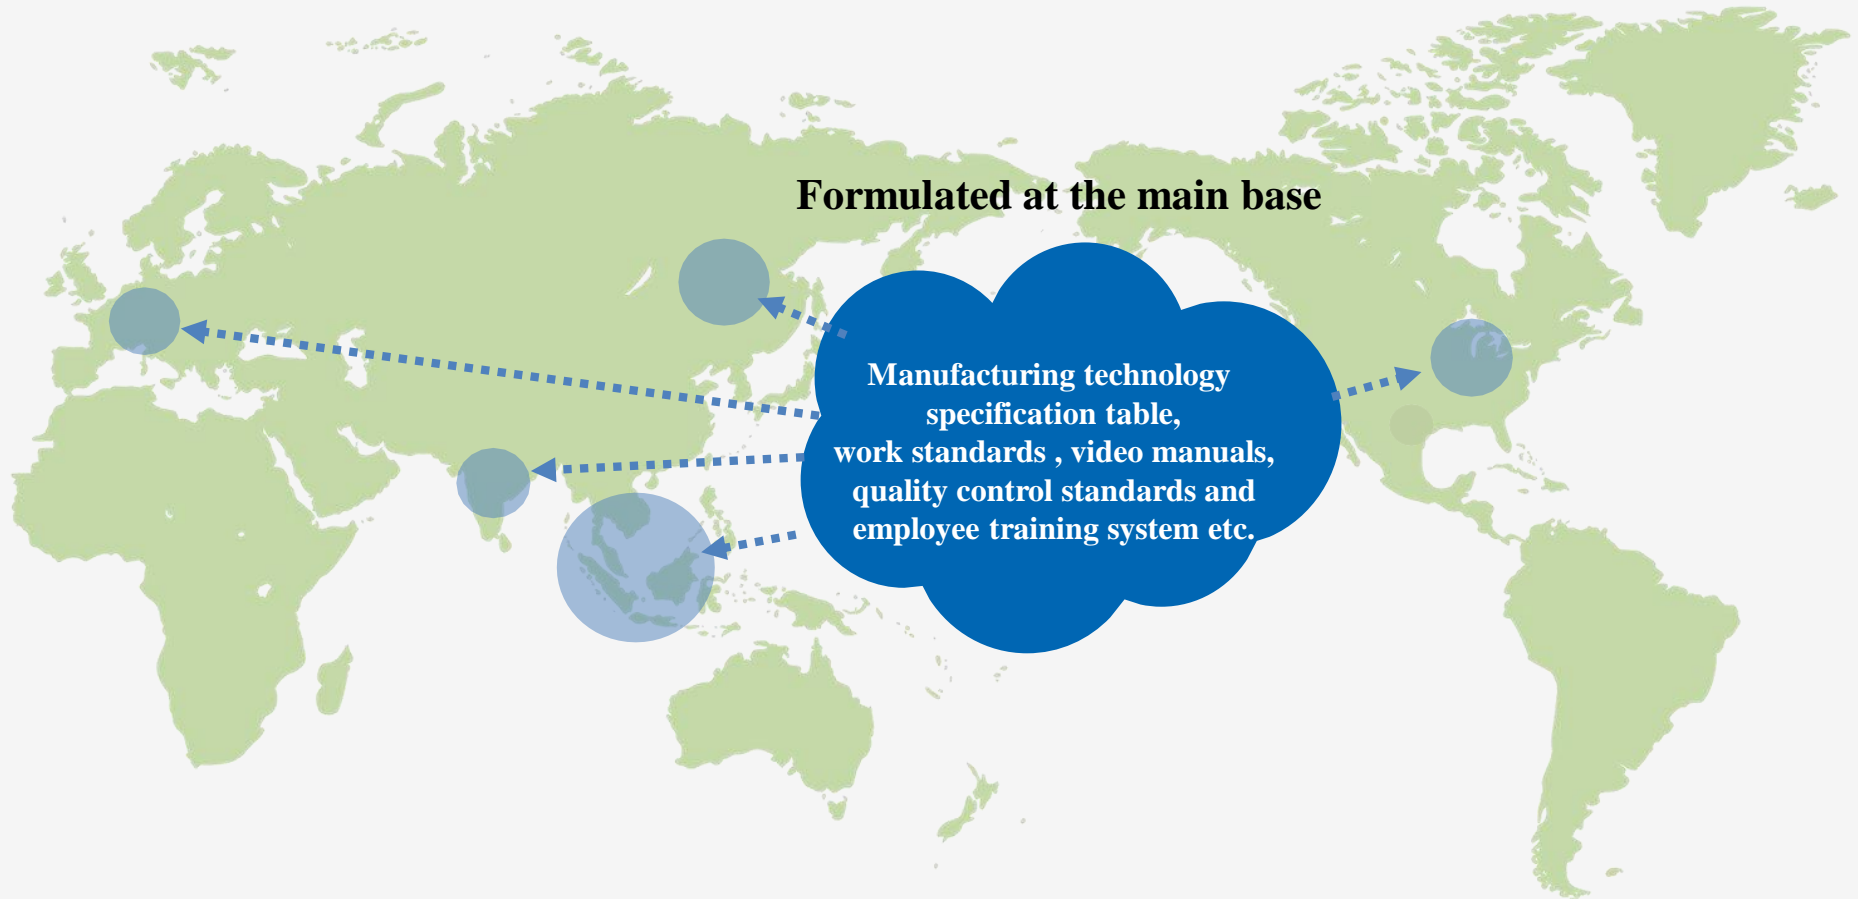 Formulated at the main base
Manufacturing technology
specification table,
work standards , video manuals,
quality control standards and
employee training system etc.